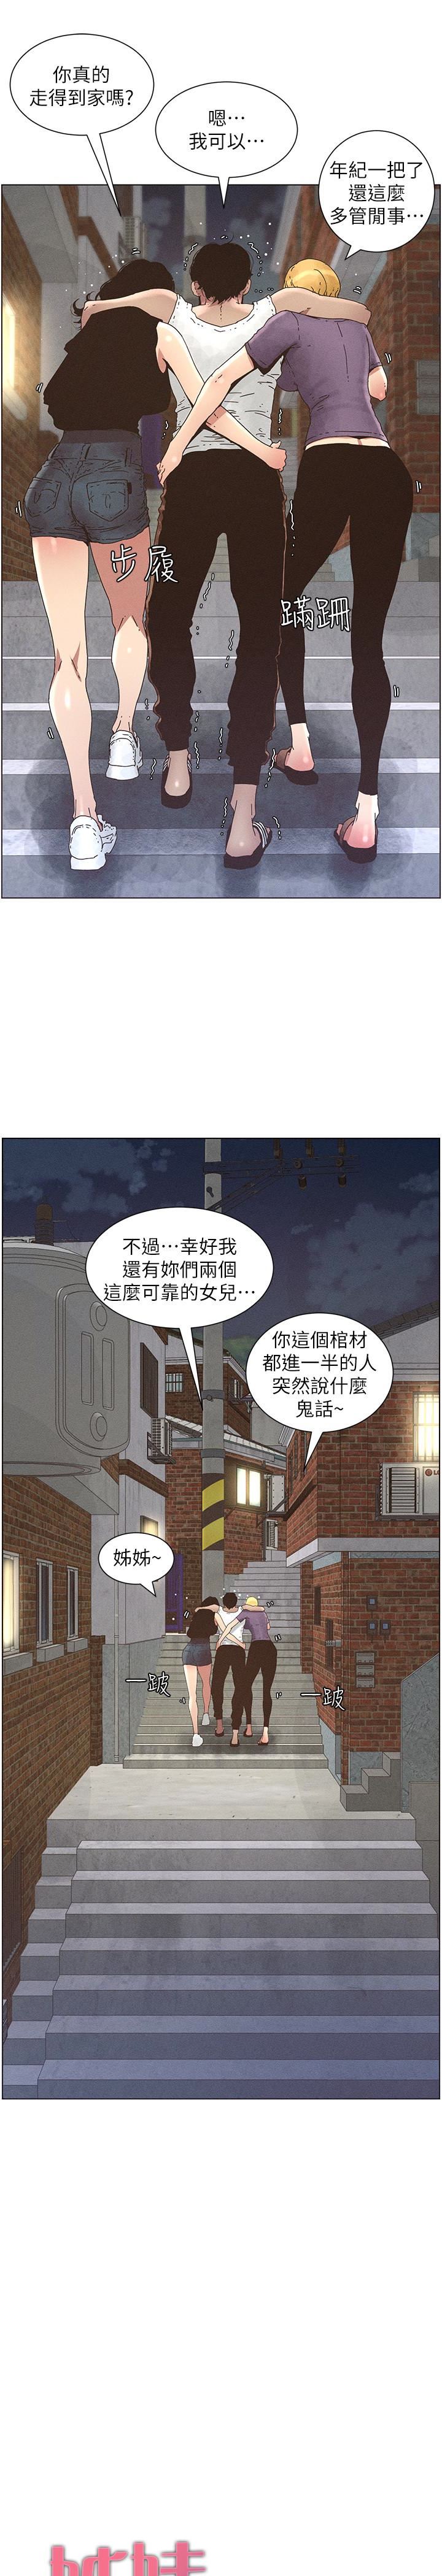 你真的
走得到家嗎?
嗯⋯
我可以⋯
年紀一把了
還這麼
多管閒事⋯
步履
蹣跚
不過⋯幸好我
還有妳們兩個
這麼可靠的女兒⋯
你這個棺材
都進一半的人
突然說什麼
鬼話~
姊姊~
一跛
一跛